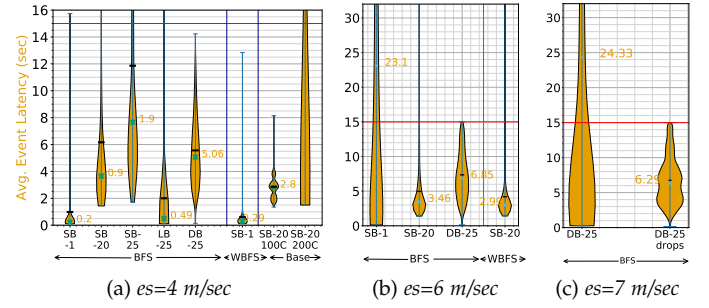 Avg. Event Latency (sec)
16
14
12
10
8
6
4
2
0
0.2
0.9
1.9
0.49
5.06
0.29
2.8
SB -1
SB -20
SB- 25
LB -25
DB -25
SB-1
SB-20 100C
SB-20 200C
BFS
WBFS
Base
(a) es=4 m/sec
30
25
20
15
10
5
0
23.1
3.46
6.85
2.99
SB-1
SB-20
DB-25
SB-20
BFS
WBFS
(b) es=6 m/sec
30
25
20
15
10
5
0
24.33
6.29
DB-25
DB-25 drops
BFS
(c) es=7 m/sec